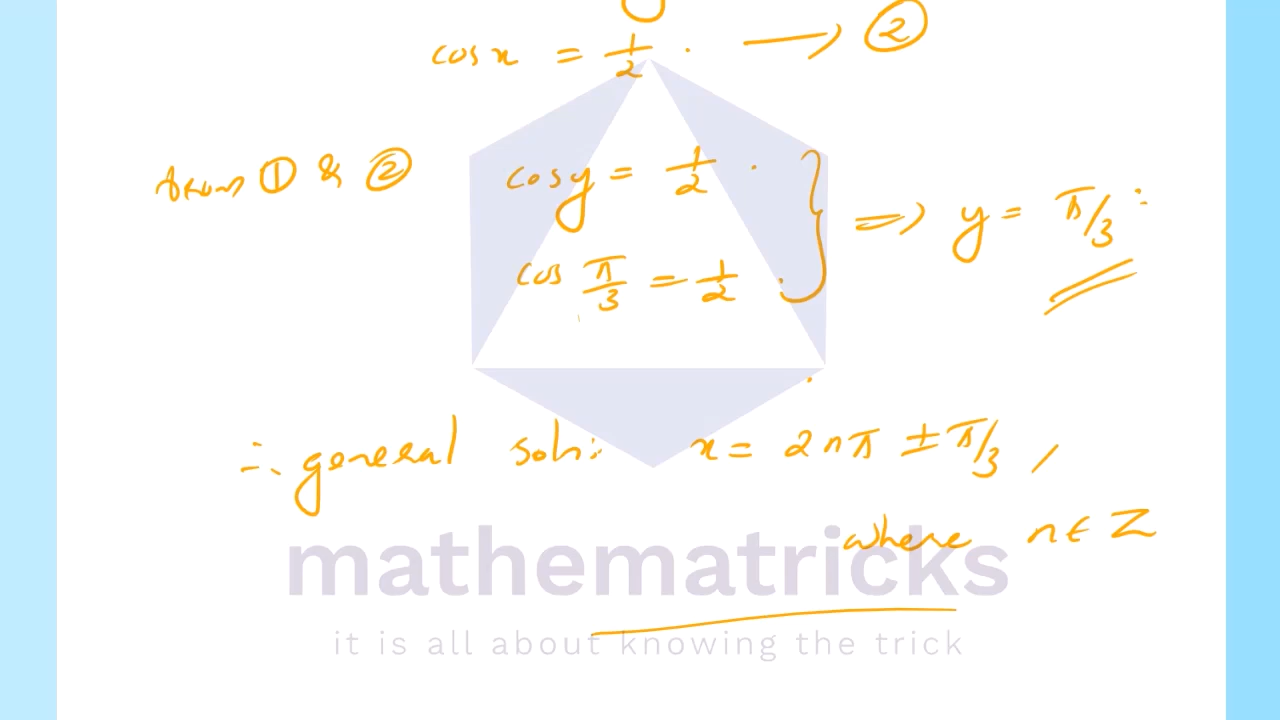 cos x = 1/2 . → ②
from ① & ② cos y = 1/2 .
cos π/3 = 1/2 . ⇒ y = π/3 :
∴ general soln: x = 2nπ ± π/3 ,
where n ∈ Z
mathematricks
it is all about knowing the trick